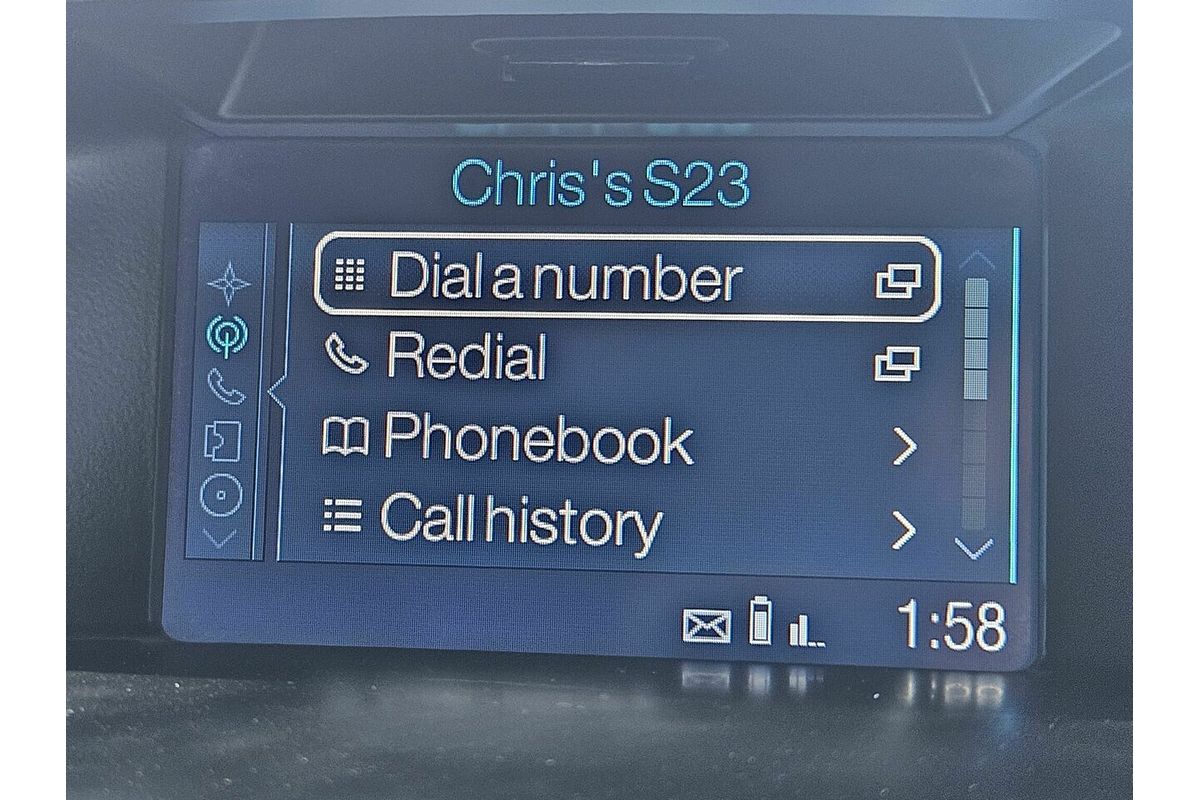 Chris's S23
Dial a number
Redial
Phonebook
Call history
1:58